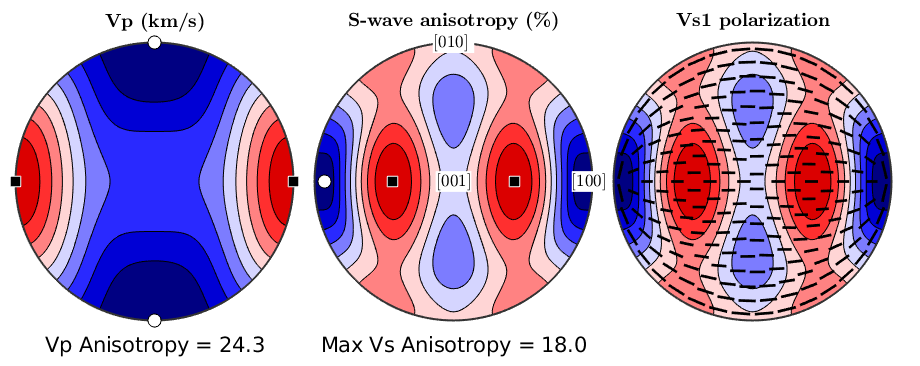 Vp (km/s)
S-wave anisotropy (%)
Vs1 polarization
[010]
[001]
[100]
Vp Anisotropy = 24.3
Max Vs Anisotropy = 18.0